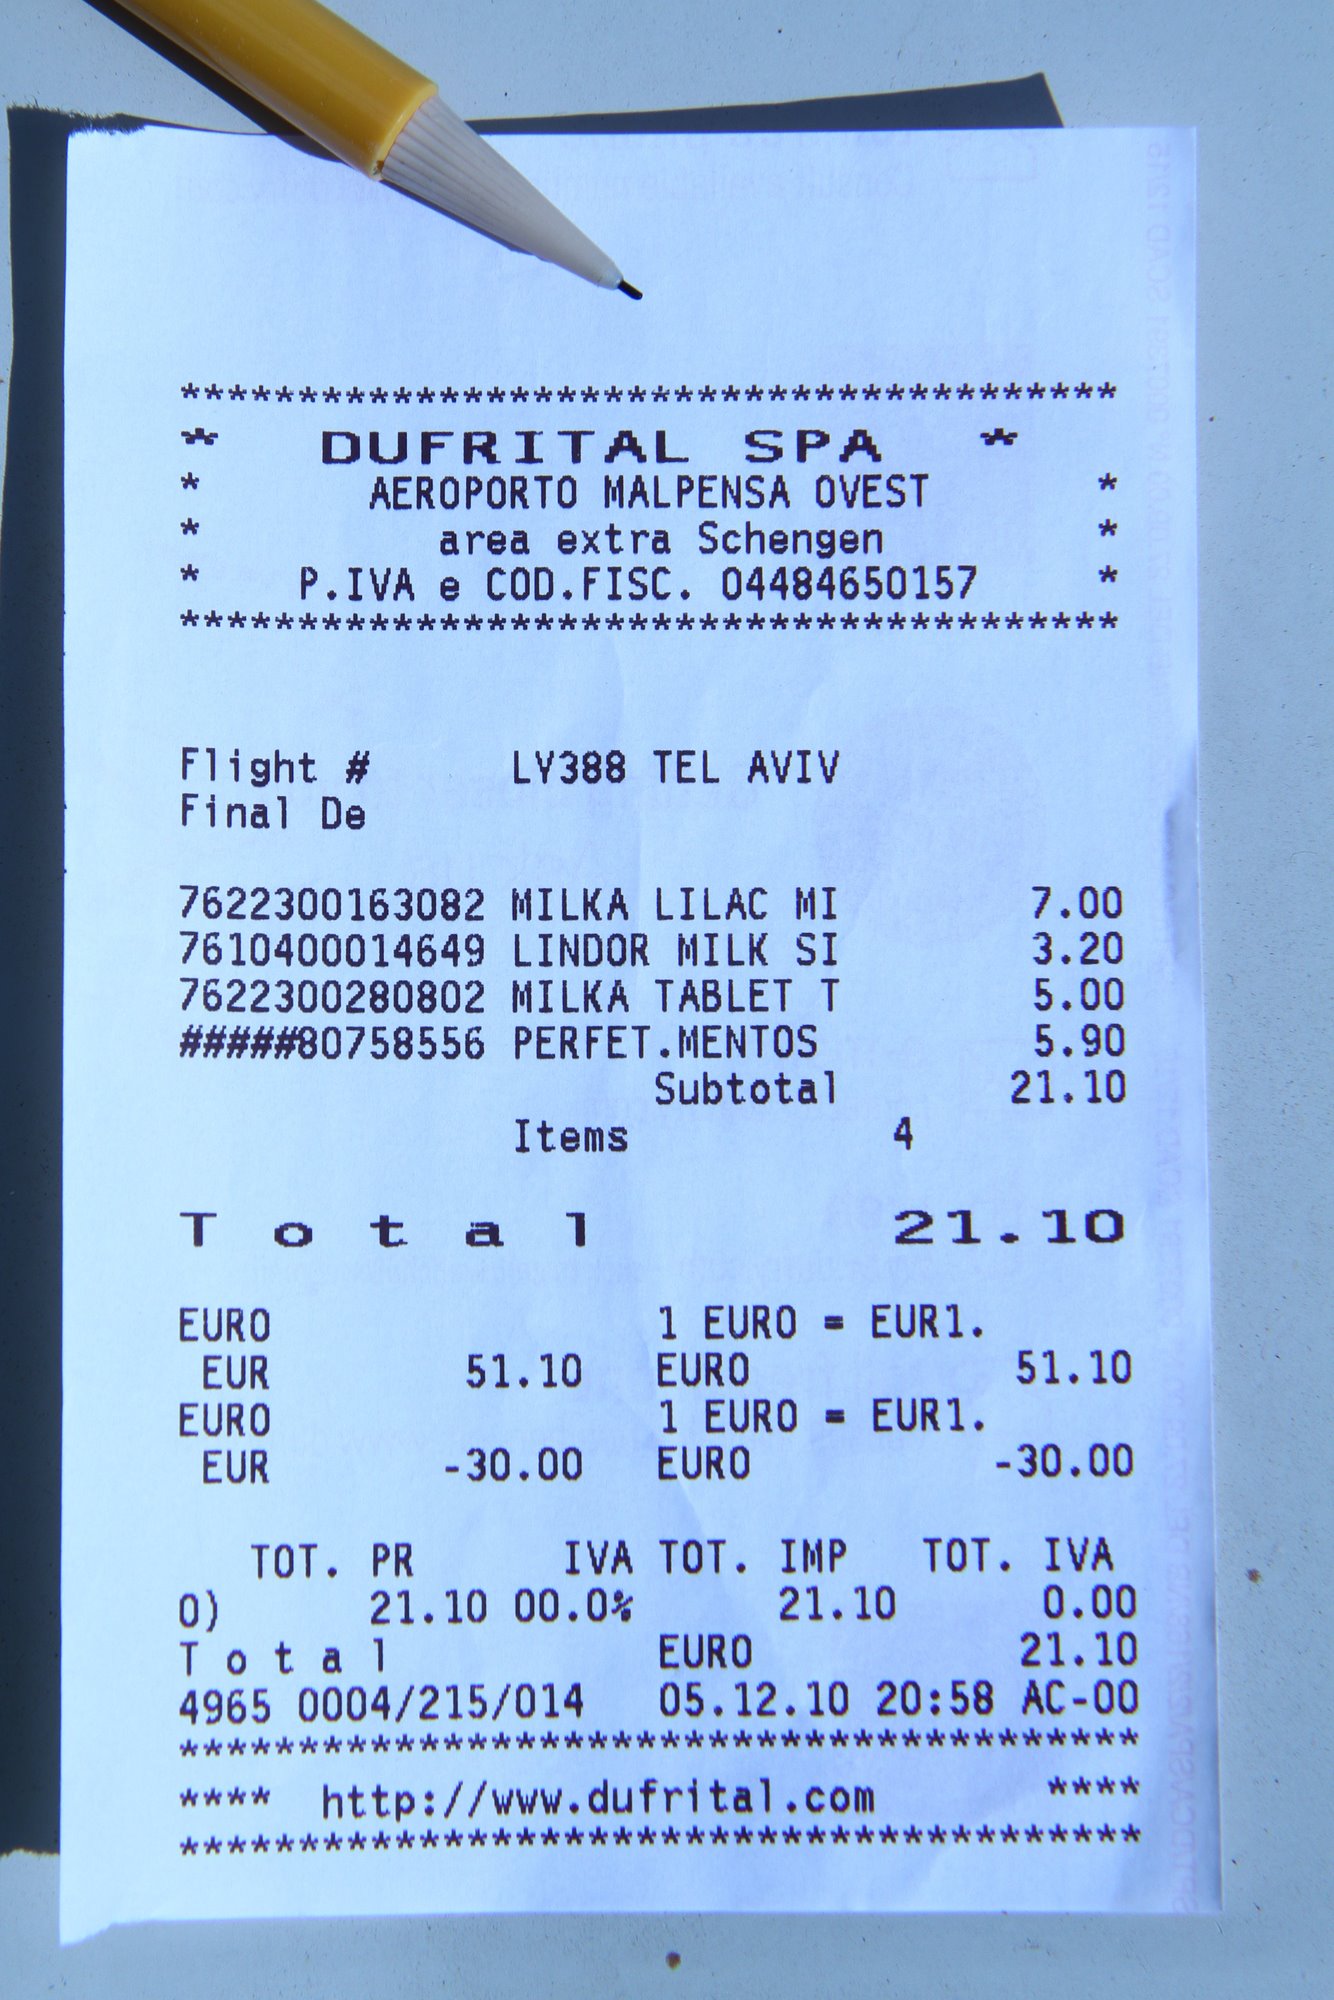 ****************************************
* DUFRITAL SPA *
* AEROPORTO MALPENSA OVEST *
* area extra Schengen *
* P.IVA e COD.FISC. 04484650157 *
****************************************
Flight # LY388 TEL AVIV
Final De
7622300163082 MILKA LILAC MI 7.00
7610400014649 LINDOR MILK SI 3.20
7622300280802 MILKA TABLET T 5.00
#####80758556 PERFET.MENTOS 5.90
Subtotal 21.10
Items 4
T o t a l 21.10
EURO 1 EURO = EUR1.
EUR 51.10 EURO 51.10
EURO 1 EURO = EUR1.
EUR -30.00 EURO -30.00
TOT. PR IVA TOT. IMP TOT. IVA
0) 21.10 00.0% 21.10 0.00
T o t a l EURO 21.10
4965 0004/215/014 05.12.10 20:58 AC-00
****************************************
**** http://www.dufrital.com ****
****************************************